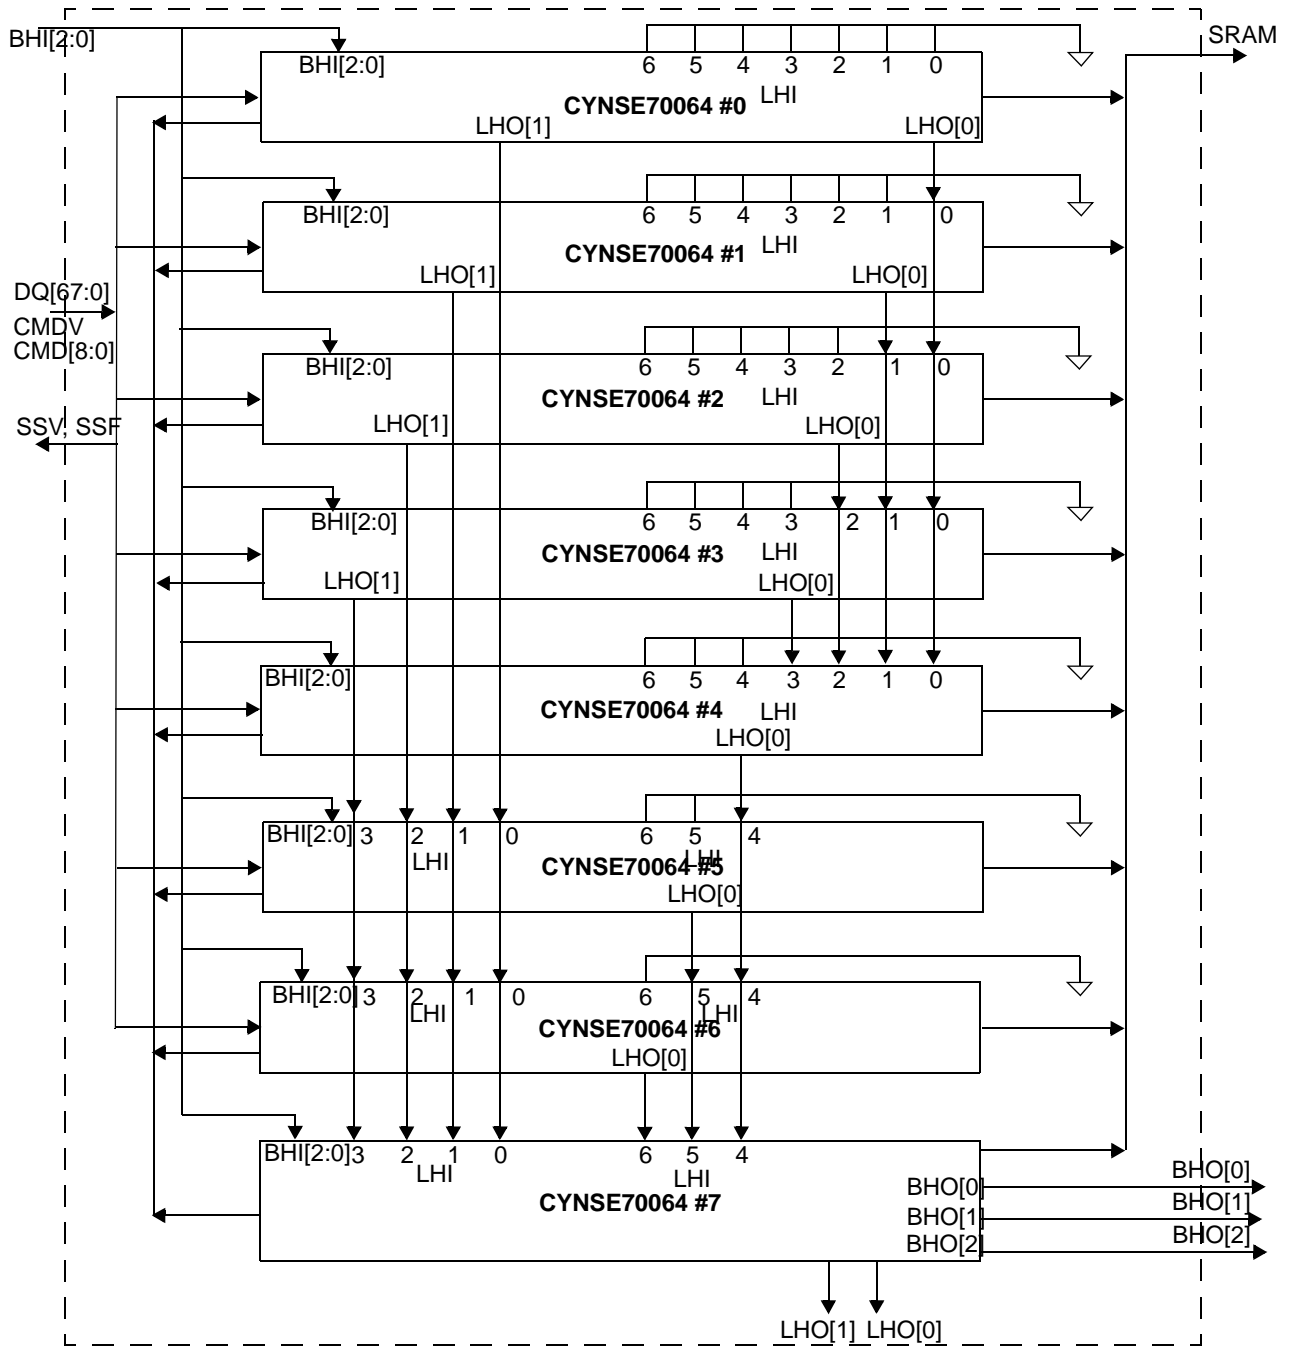 BHI[2:0]
SRAM
BHI[2:0]
6 5 4 3 2 1 0
LHI
CYNSE70064 #0
LHO[1]
LHO[0]
BHI[2:0]
6 5 4 3 2 1 0
LHI
CYNSE70064 #1
LHO[1]
LHO[0]
DQ[67:0]
CMDV
CMD[8:0]
BHI[2:0]
6 5 4 3 2 1 0
LHI
CYNSE70064 #2
LHO[1]
LHO[0]
SSV, SSF
BHI[2:0]
6 5 4 3 2 1 0
LHI
CYNSE70064 #3
LHO[1]
LHO[0]
BHI[2:0]
6 5 4 3 2 1 0
LHI
CYNSE70064 #4
LHO[0]
BHI[2:0] 3 2 1 0 6 5 4
LHI LHI
CYNSE70064 #5
LHO[0]
BHI[2:0] 3 2 1 0 6 5 4
LHI LHI
CYNSE70064 #6
LHO[0]
BHI[2:0] 3 2 1 0 6 5 4
LHI LHI
CYNSE70064 #7
BHO[0] BHO[0]
BHO[1] BHO[1]
BHO[2] BHO[2]
LHO[1] LHO[0]